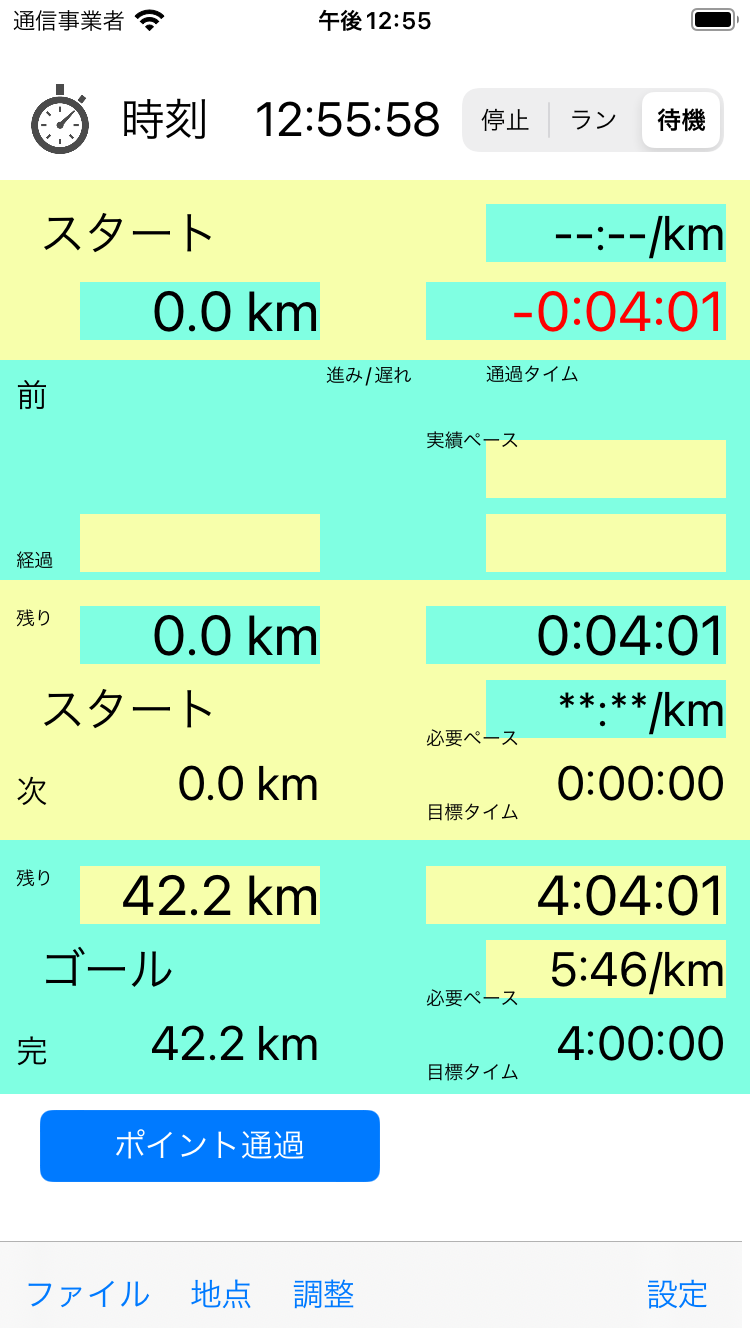 通信事業者 午後12:55
時刻 12:55:58 停止 ラン 待機
スタート --:--/km
0.0 km -0:04:01
前 進み/遅れ 通過タイム
実績ペース
経過
残り 0.0 km 0:04:01
スタート **:**/km
必要ペース
次 0.0 km 0:00:00
目標タイム
残り 42.2 km 4:04:01
ゴール 5:46/km
必要ペース
完 42.2 km 4:00:00
目標タイム
ポイント通過
ファイル 地点 調整 設定